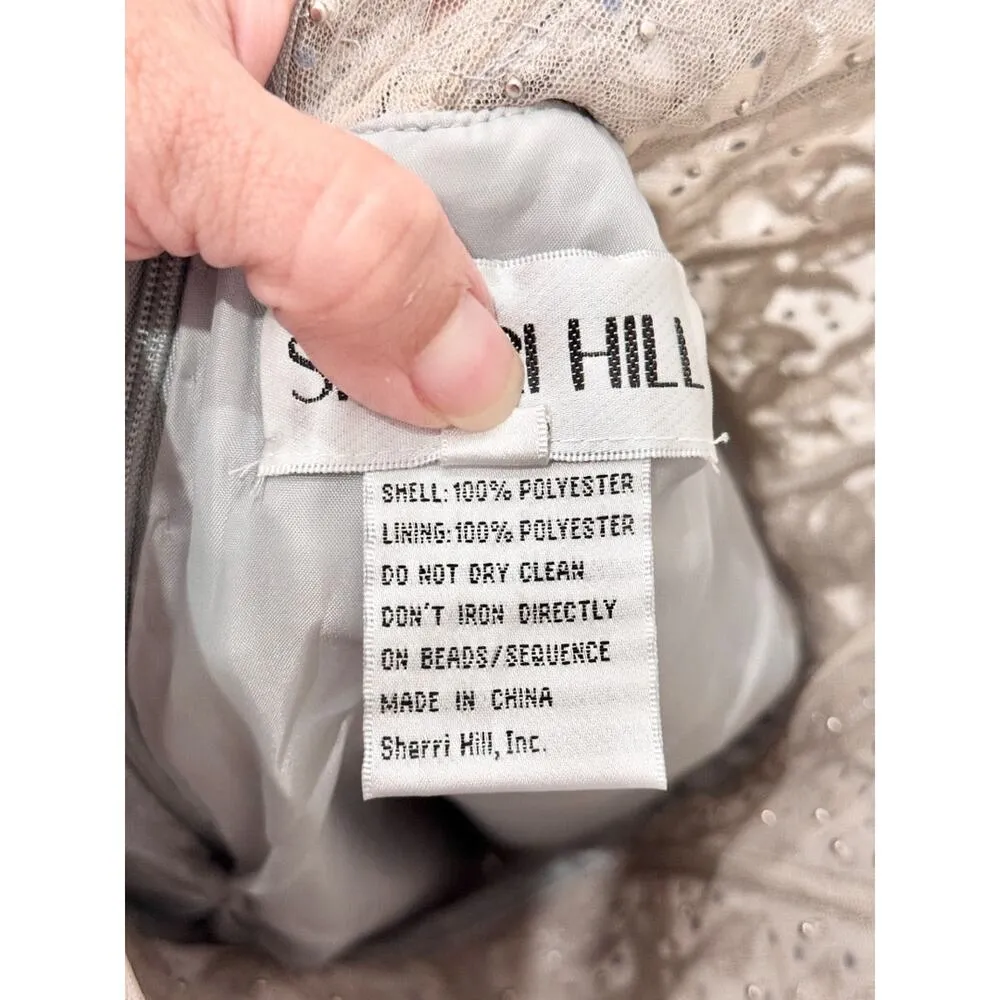 HILL
SHELL: 100% POLYESTER
LINING: 100% POLYESTER
DO NOT DRY CLEAN
DON'T IRON DIRECTLY
ON BEADS/SEQUENCE
MADE IN CHINA
Sherri Hill, Inc.